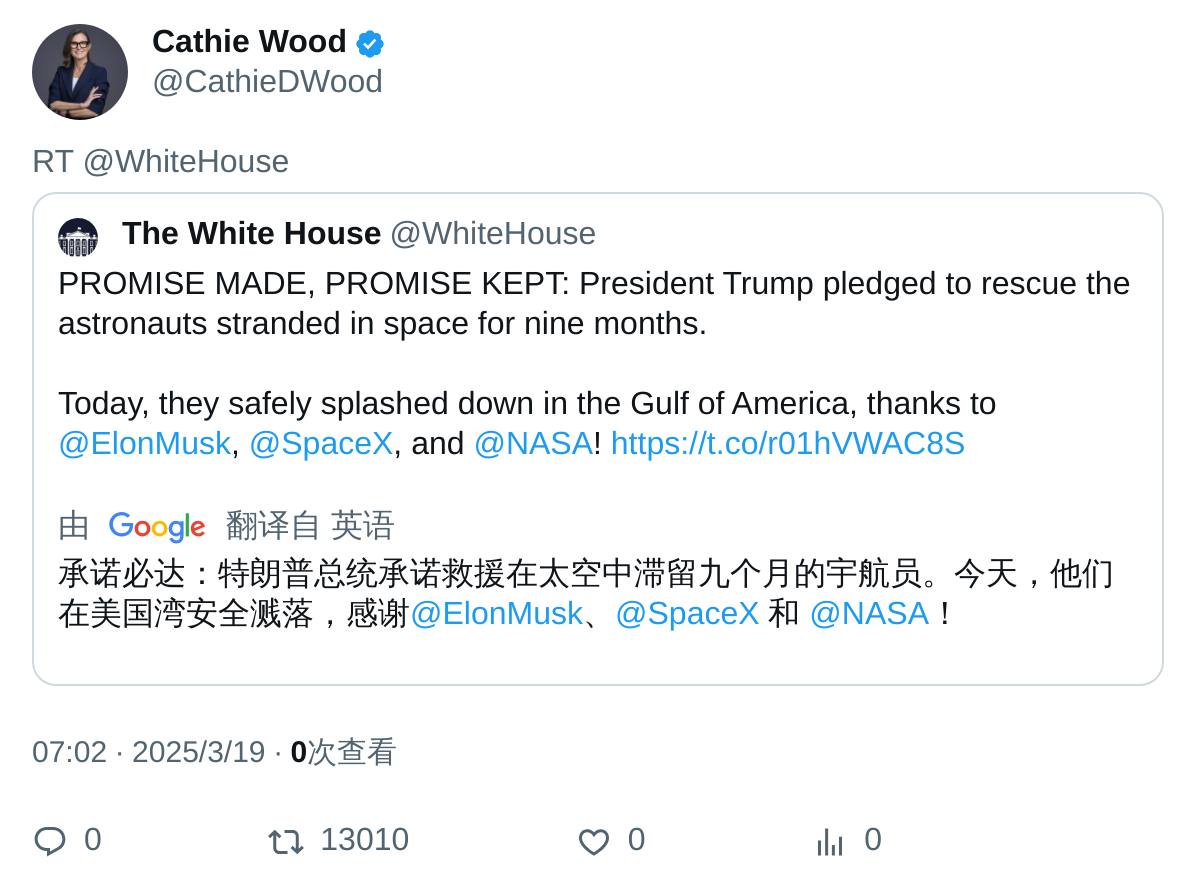 Cathie Wood
@CathieDWood
RT @WhiteHouse
The White House @WhiteHouse
PROMISE MADE, PROMISE KEPT: President Trump pledged to rescue the
astronauts stranded in space for nine months.
Today, they safely splashed down in the Gulf of America, thanks to
@ElonMusk, @SpaceX, and @NASA! https://t.co/r01hVWAC8S
由 Google 翻译自 英语
承诺必达：特朗普总统承诺救援在太空中滞留九个月的宇航员。今天，他们
在美国湾安全溅落，感谢@ElonMusk、@SpaceX 和 @NASA！
07:02 · 2025/3/19 · 0次查看
0 13010 0 0